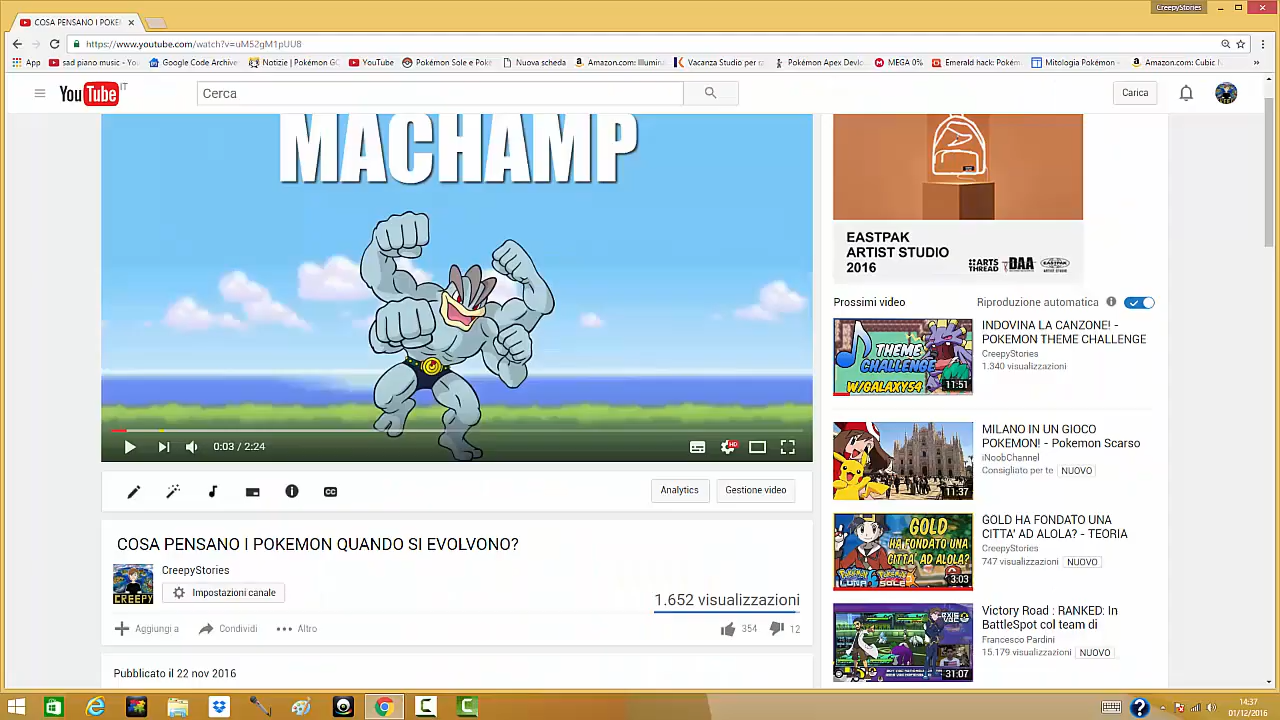 CreepyStories
COSA PENSANO I POKEM
https://www.youtube.com/watch?v=uM52gM1pUU8
App
sad piano music - Yo
Google Code Archive
Notizie | Pokémon GO
YouTube
Pokémon Sole e Poke
Nuova scheda
Amazon.com: Illumin
Vacanza Studio per c
Pokémon Apex Devlo
MEGA 0%
Emerald hack: Pokém
Mitologia Pokémon
Amazon.com: Cubic
YouTube IT
Cerca
Carica
MACHAMP
EASTPAK
ARTIST STUDIO
2016
ARTS
THREAD
DAA
Prossimi video
Riproduzione automatica
THEME
CHALLENGE
W/GALAXY54
11:51
INDOVINA LA CANZONE! -
POKEMON THEME CHALLENGE
CreepyStories
1.340 visualizzazioni
0:03 / 2:24
HD
MILANO IN UN GIOCO
POKEMON! - Pokemon Scarso
iNoobChannel
Consigliato per te NUOVO
11:37
Analytics
Gestione video
GOLD
HA FONDATO UNA
CITTA' AD ALOLA?
3:03
GOLD HA FONDATO UNA
CITTA' AD ALOLA? - TEORIA
CreepyStories
747 visualizzazioni NUOVO
COSA PENSANO I POKEMON QUANDO SI EVOLVONO?
CREEPY
CreepySto
Impostazioni canale
1.652 visualizzazioni
Aggiungi a
Condividi
Altro
354
12
Victory Road : RANKED: In
BattleSpot col team di
Francesco Pardini
15.179 visualizzazioni NUOVO
31:07
Pubblicato il 22 2016
14:37
01/12/2016